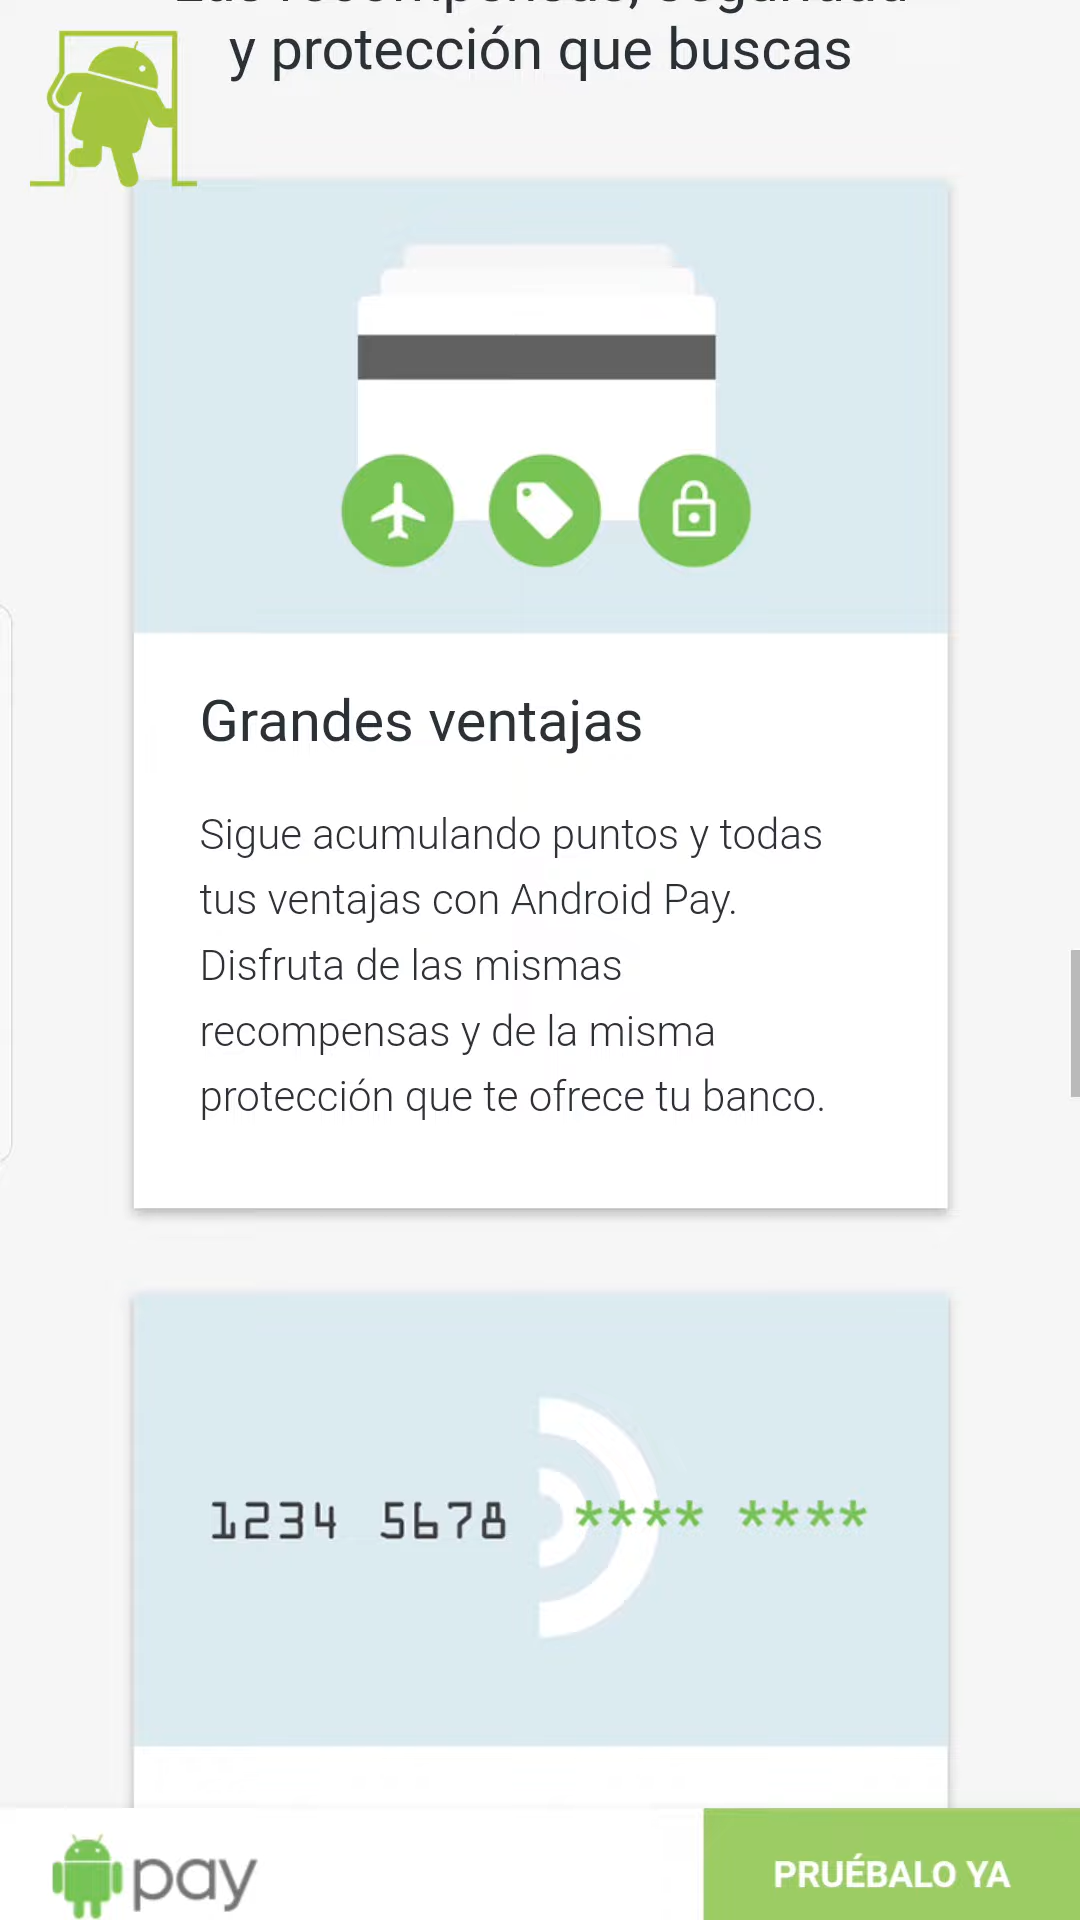 y protección que buscas
Grandes ventajas
Sigue acumulando puntos y todas
tus ventajas con Android Pay.
Disfruta de las mismas
recompensas y de la misma
protección que te ofrece tu banco.
1234 5678 **** ****
pay
PRUÉBALO YA